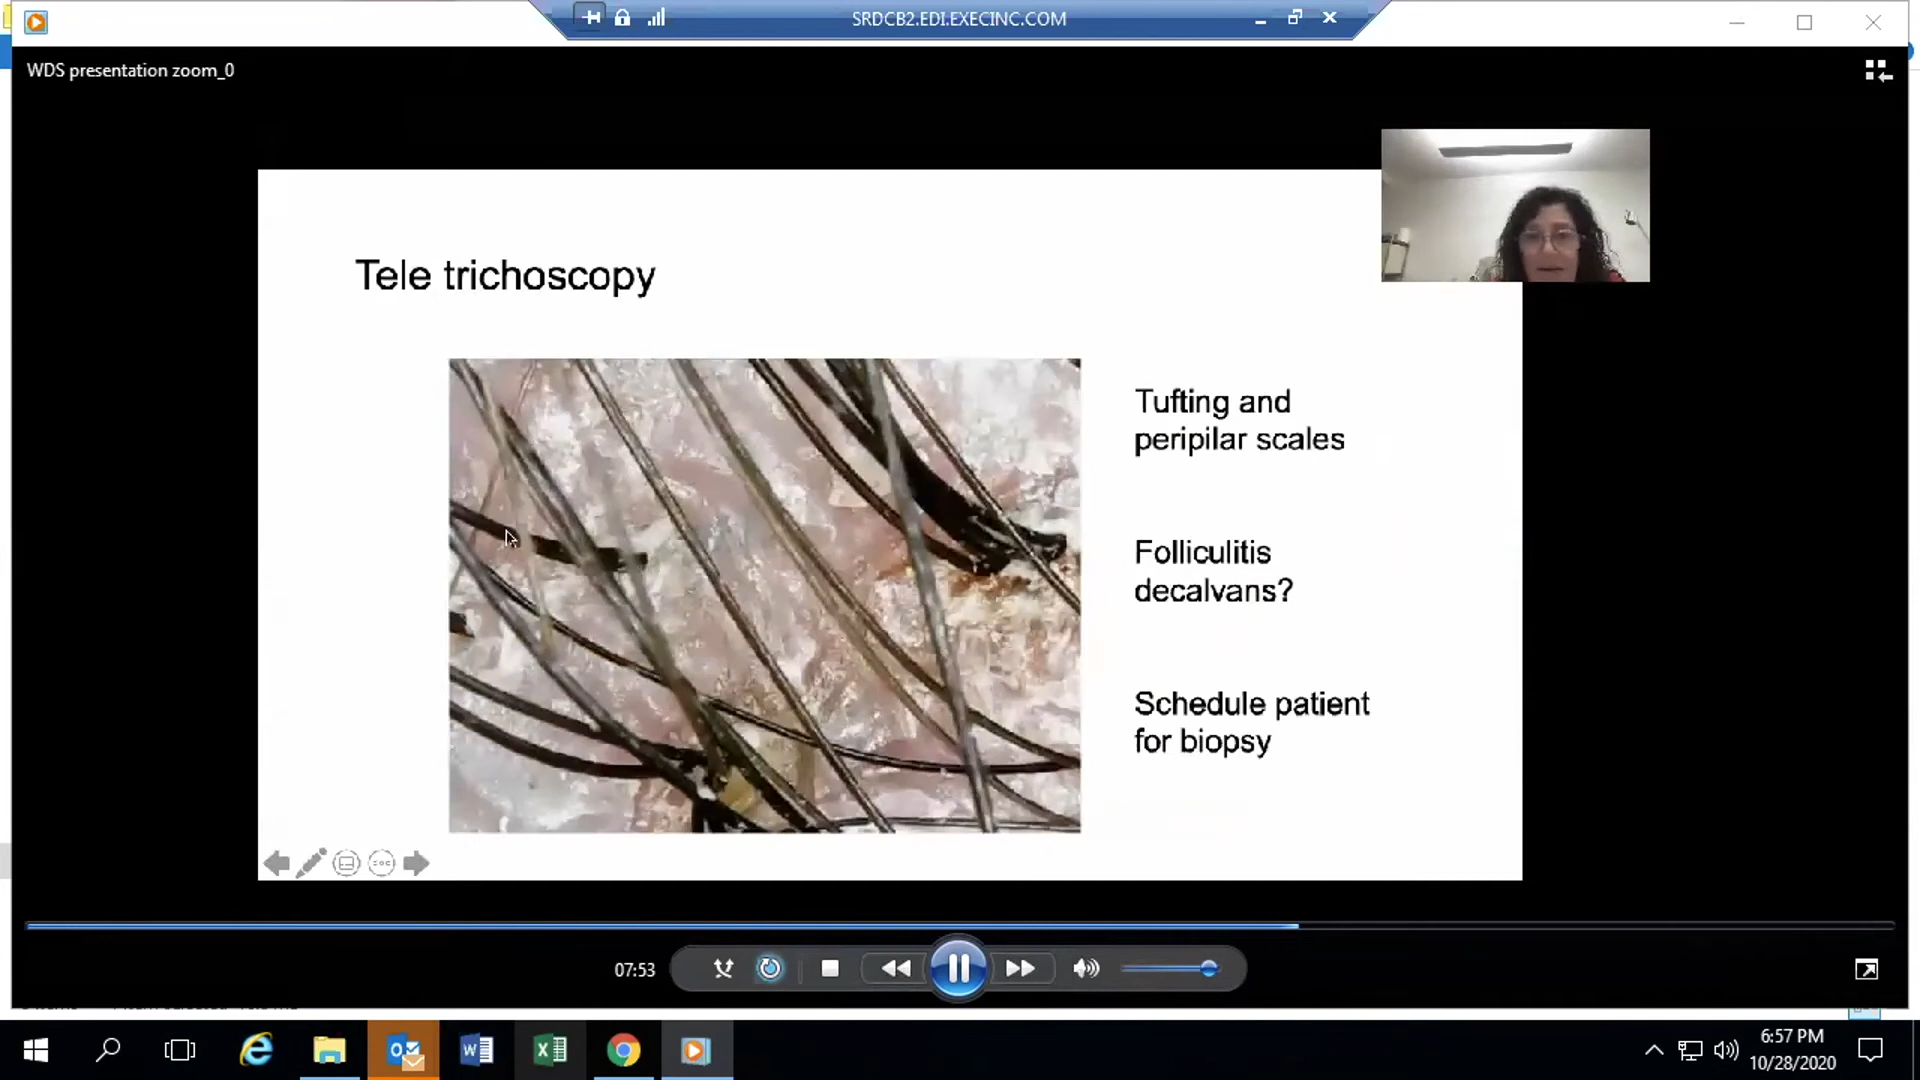 SRDCB2.EDI.EXECINC.COM
WDS presentation zoom_0
Tele trichoscopy
Tufting and
peripilar scales
Folliculitis
decalvans?
Schedule patient
for biopsy
07:53
6:57 PM
10/28/2020